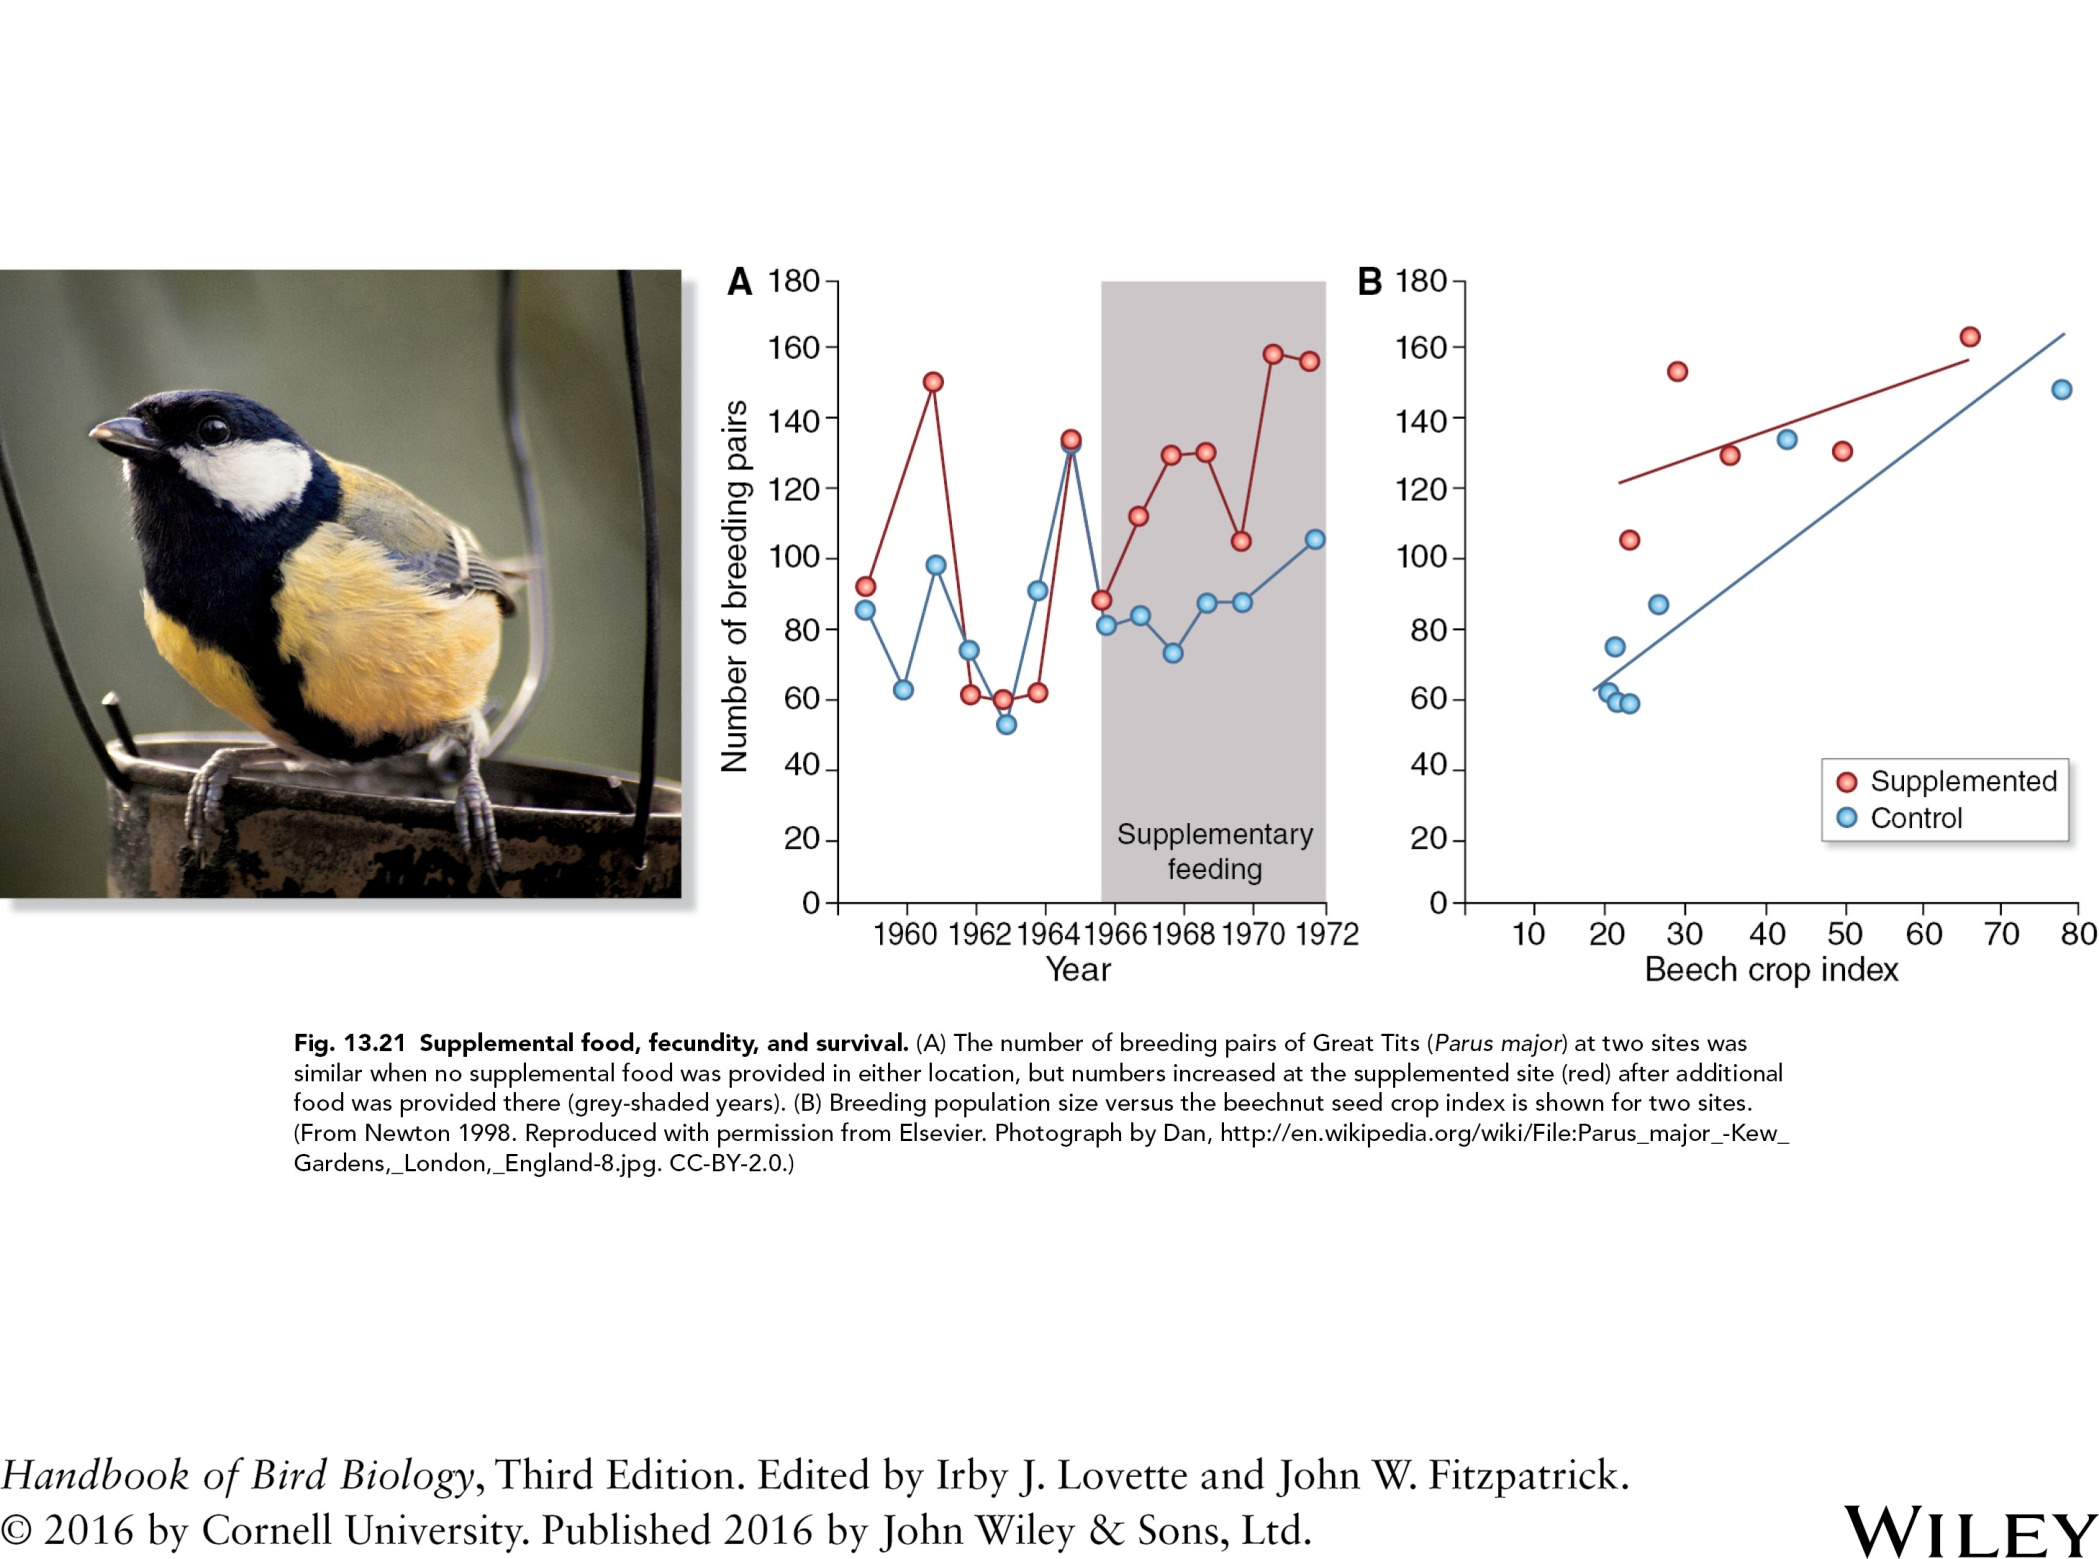 A
180
160
140
120
100
80
60
40
20
0
Number of breeding pairs
Supplementary
feeding
1960 1962 1964 1966 1968 1970 1972
Year
B
180
160
140
120
100
80
60
40
20
0
Supplemented
Control
10 20 30 40 50 60 70 80
Beech crop index
Fig. 13.21 Supplemental food, fecundity, and survival. (A) The number of breeding pairs of Great Tits (Parus major) at two sites was
similar when no supplemental food was provided in either location, but numbers increased at the supplemented site (red) after additional
food was provided there (grey-shaded years). (B) Breeding population size versus the beechnut seed crop index is shown for two sites.
(From Newton 1998. Reproduced with permission from Elsevier. Photograph by Dan, http://en.wikipedia.org/wiki/File:Parus_major_-Kew_
Gardens,_London,_England-8.jpg. CC-BY-2.0.)
Handbook of Bird Biology, Third Edition. Edited by Irby J. Lovette and John W. Fitzpatrick.
© 2016 by Cornell University. Published 2016 by John Wiley & Sons, Ltd.
WILEY